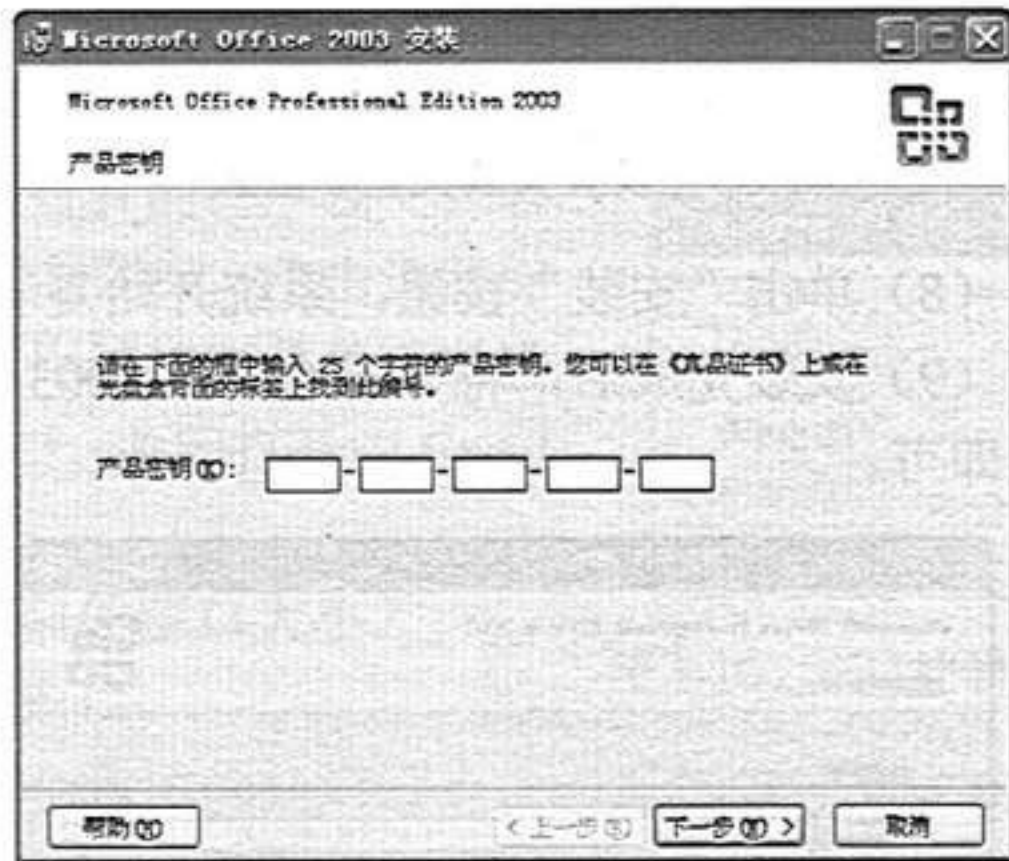 Microsoft Office 2003 安装
Microsoft Office Professional Edition 2003
产品密钥
请在下面的框中输入 25 个字符的产品密钥。您可以在《真品证书》上或在
光盘盒背面的标签上找到此编号。
产品密钥(K):
- - - -
帮助(H)
< 上一步(B)
下一步(N) >
取消